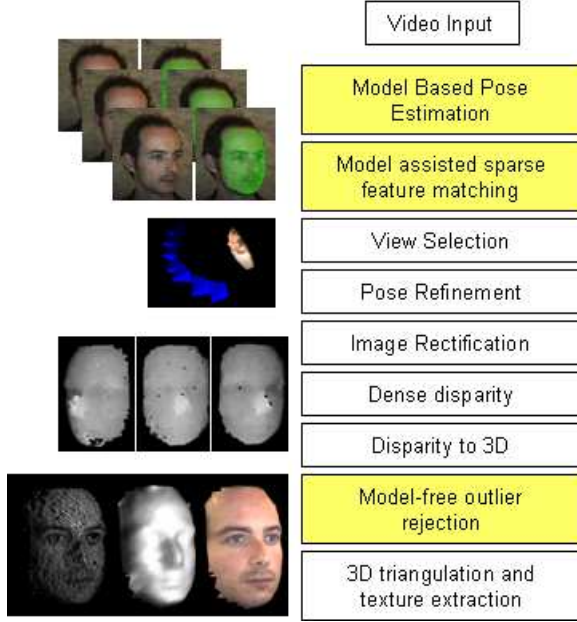 Video Input
Model Based Pose
Estimation
Model assisted sparse
feature matching
View Selection
Pose Refinement
Image Rectification
Dense disparity
Disparity to 3D
Model-free outlier
rejection
3D triangulation and
texture extraction